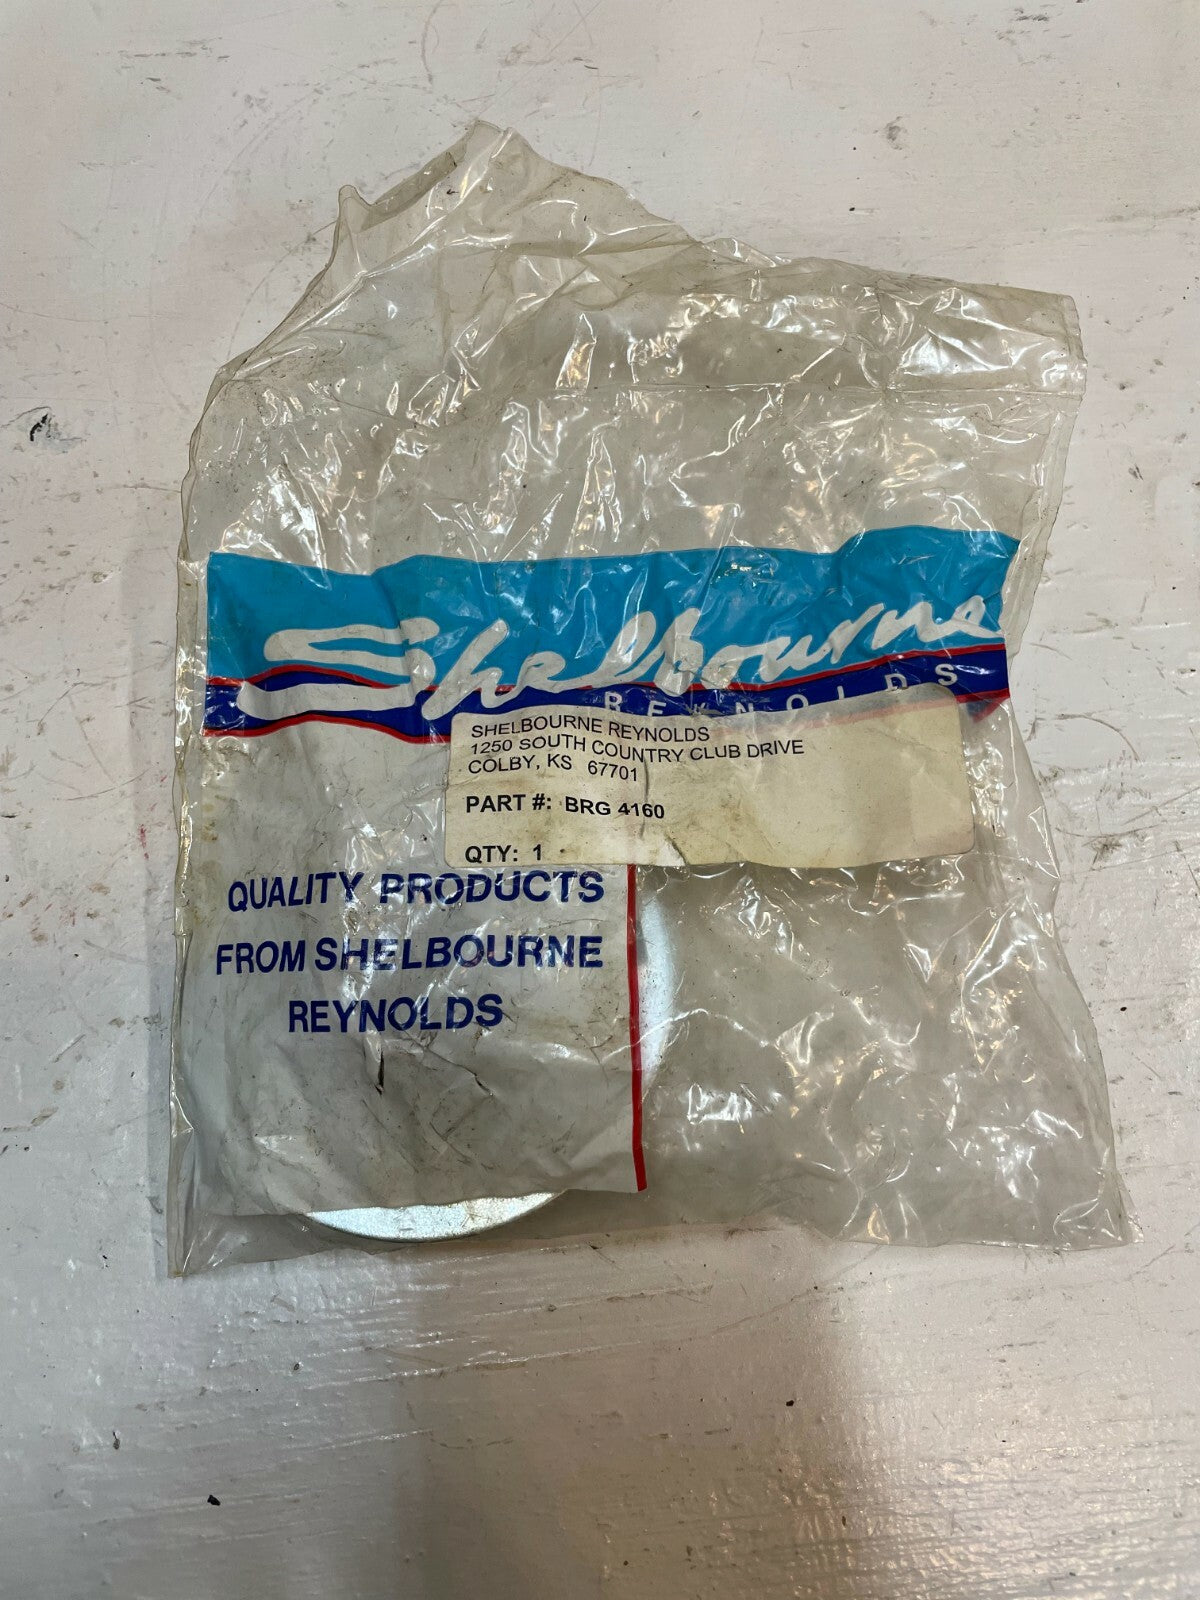 Shelbourne
REYNOLDS
SHELBOURNE REYNOLDS
1250 SOUTH COUNTRY CLUB DRIVE
COLBY, KS 67701
PART #: BRG 4160
QTY: 1
QUALITY PRODUCTS
FROM SHELBOURNE
REYNOLDS